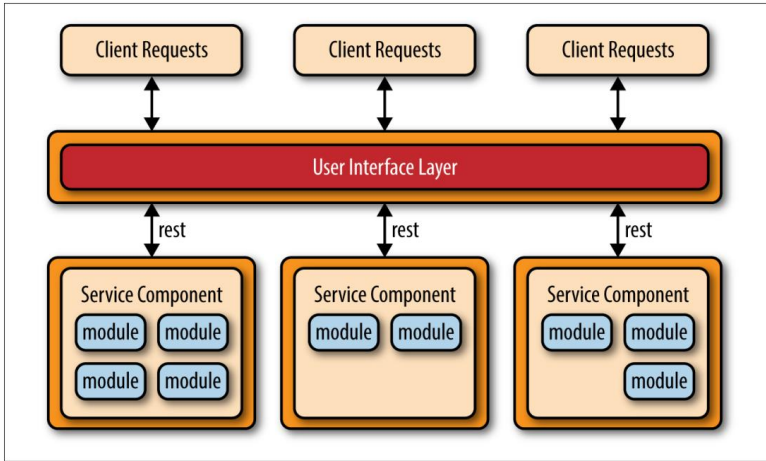 Client Requests
Client Requests
Client Requests
User Interface Layer
rest
rest
rest
Service Component
module module
module module
Service Component
module module
Service Component
module module
module